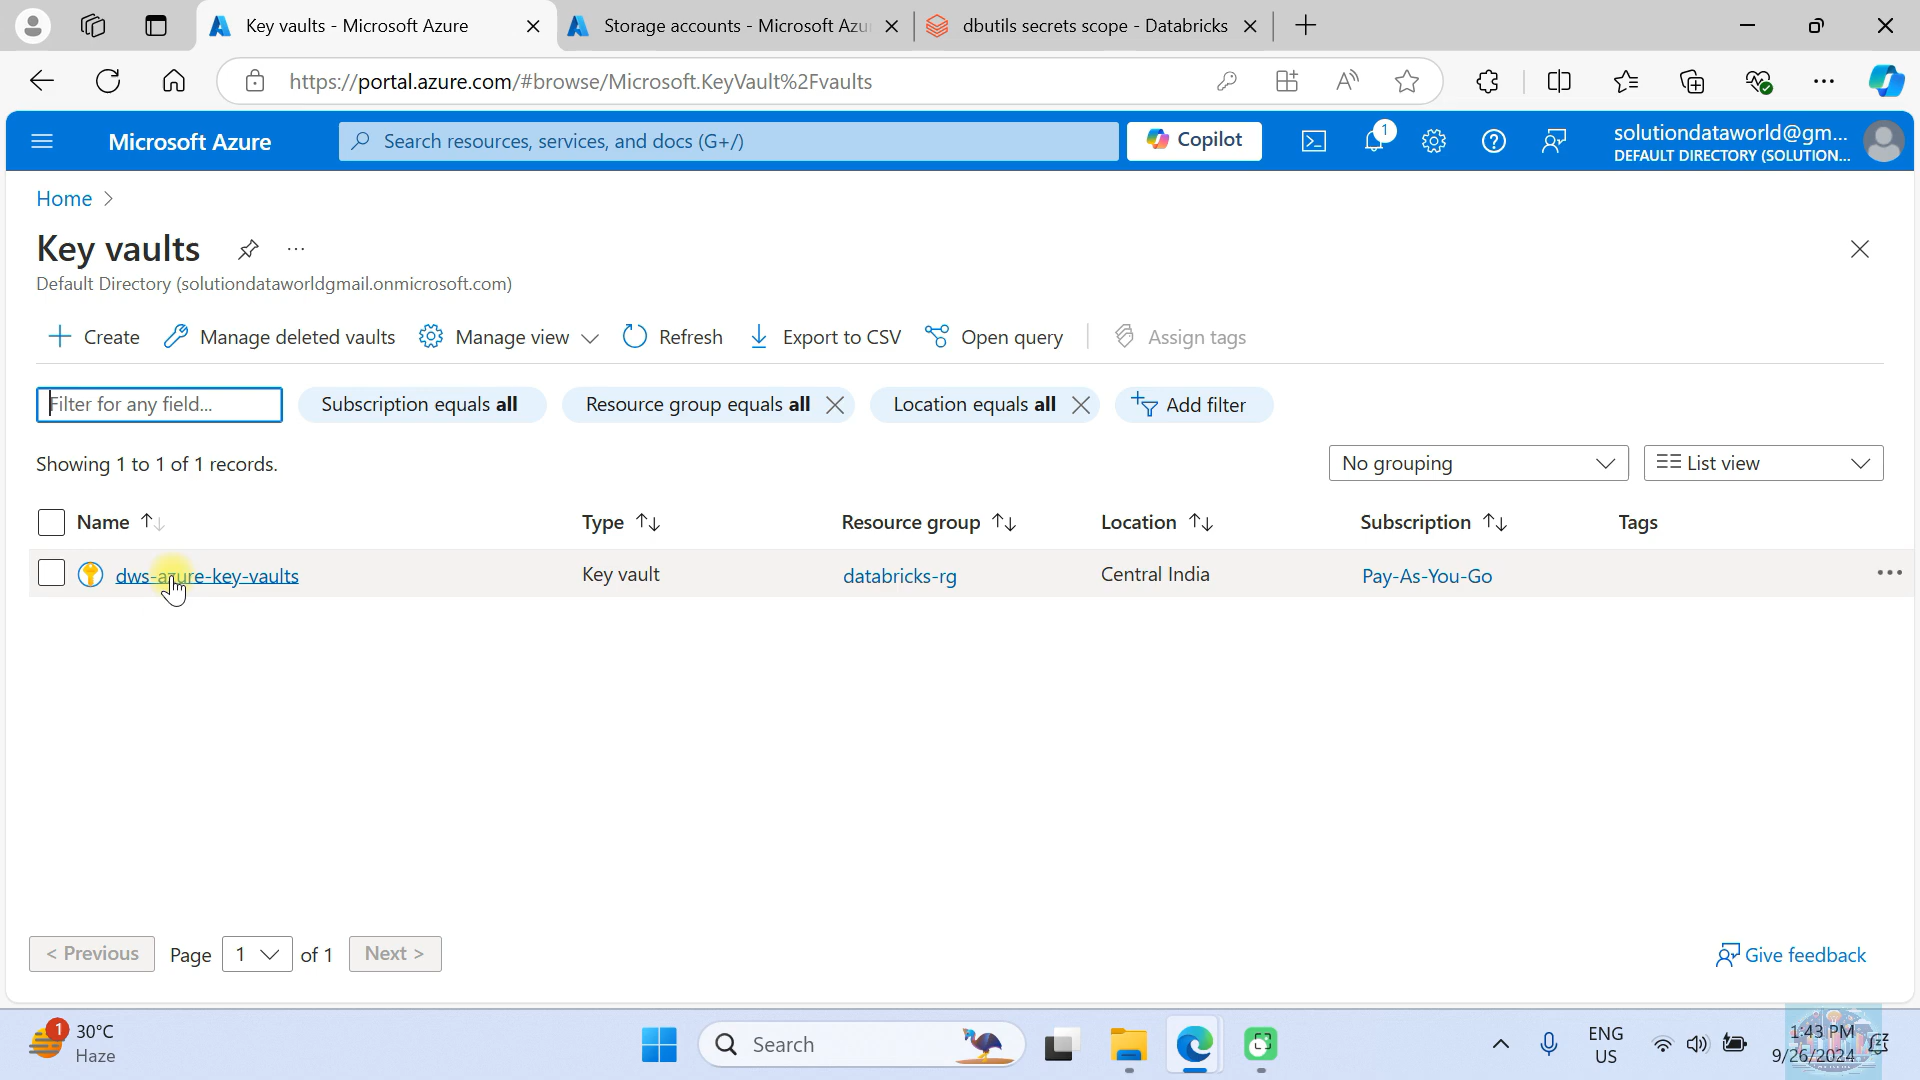 Key vaults - Microsoft Azure
Storage accounts - Microsoft Azu
dbutils secrets scope - Databricks
https://portal.azure.com/#browse/Microsoft.KeyVault%2Fvaults
Microsoft Azure
Search resources, services, and docs (G+/)
Copilot
1
solutiondataworld@gm...
DEFAULT DIRECTORY (SOLUTION...
Home
Key vaults
Default Directory (solutiondataworldgmail.onmicrosoft.com)
Create
Manage deleted vaults
Manage view
Refresh
Export to CSV
Open query
Assign tags
Filter for any field...
Subscription equals all
Resource group equals all
Location equals all
Add filter
Showing 1 to 1 of 1 records.
No grouping
List view
Name
Type
Resource group
Location
Subscription
Tags
dws-azure-key-vaults
Key vault
databricks-rg
Central India
Pay-As-You-Go
< Previous
Page
1
of 1
Next >
Give feedback
1
30°C
Haze
Search
ENG
US
1:43 PM
9/26/2024